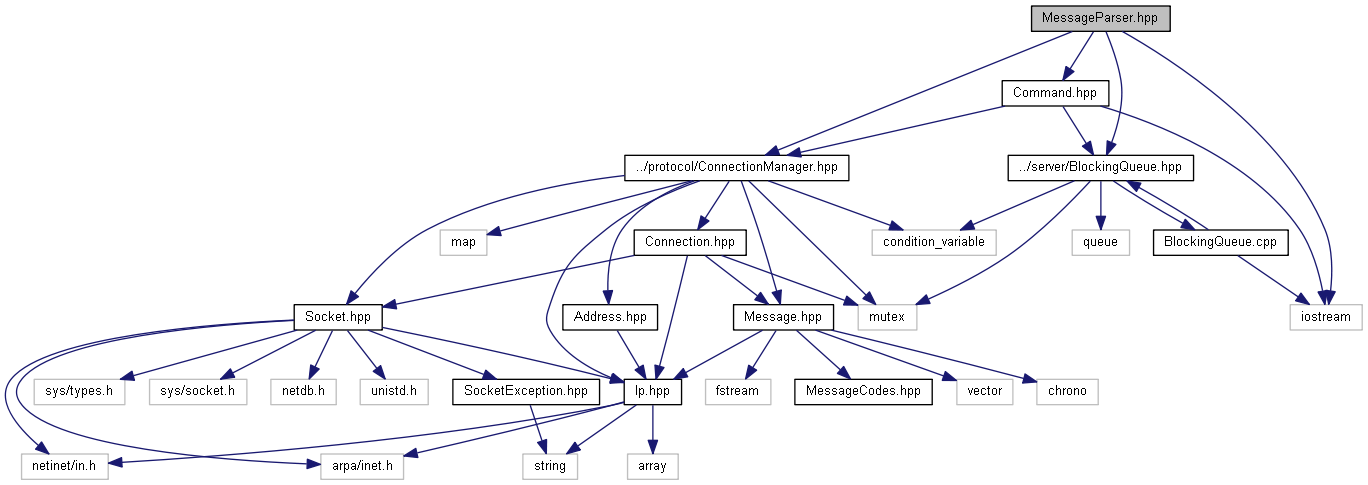 MessageParser.hpp
Command.hpp
../protocol/ConnectionManager.hpp
../server/BlockingQueue.hpp
map
Connection.hpp
condition_variable
queue
BlockingQueue.cpp
Socket.hpp
Address.hpp
Message.hpp
mutex
iostream
sys/types.h
sys/socket.h
netdb.h
unistd.h
SocketException.hpp
Ip.hpp
fstream
MessageCodes.hpp
vector
chrono
netinet/in.h
arpa/inet.h
string
array